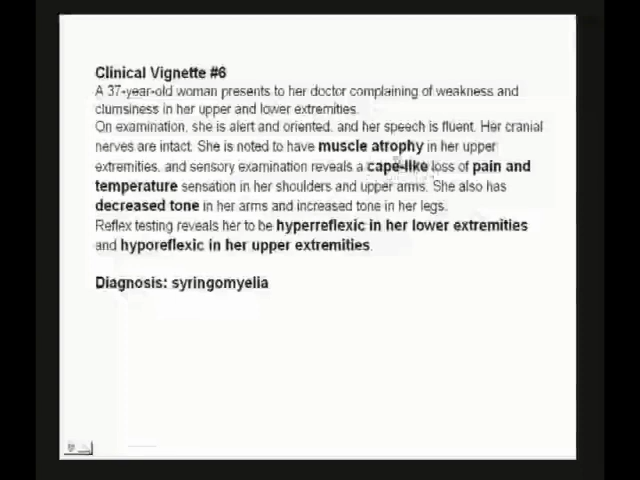 Clinical Vignette #6
A 37-year-old woman presents to her doctor complaining of weakness and
clumsiness in her upper and lower extremities.
On examination, she is alert and oriented, and her speech is fluent. Her cranial
nerves are intact. She is noted to have muscle atrophy in her upper
extremities, and sensory examination reveals a cape-like loss of pain and
temperature sensation in her shoulders and upper arms. She also has
decreased tone in her arms and increased tone in her legs.
Reflex testing reveals her to be hyperreflexic in her lower extremities
and hyporeflexic in her upper extremities.
Diagnosis: syringomyelia